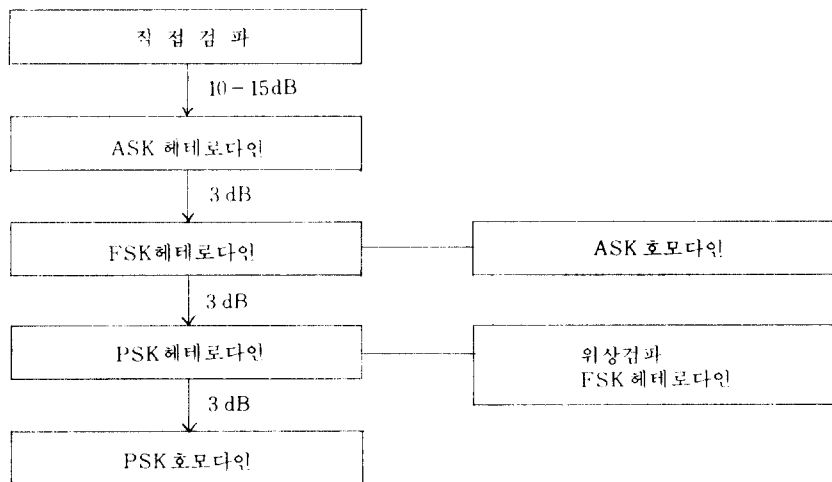 직 접 검 파
10-15dB
ASK 헤테로다인
3 dB
FSK헤테로다인
ASK 호모다인
3 dB
PSK헤테로다인
위상검파
FSK 헤테로다인
3 dB
PSK호모다인